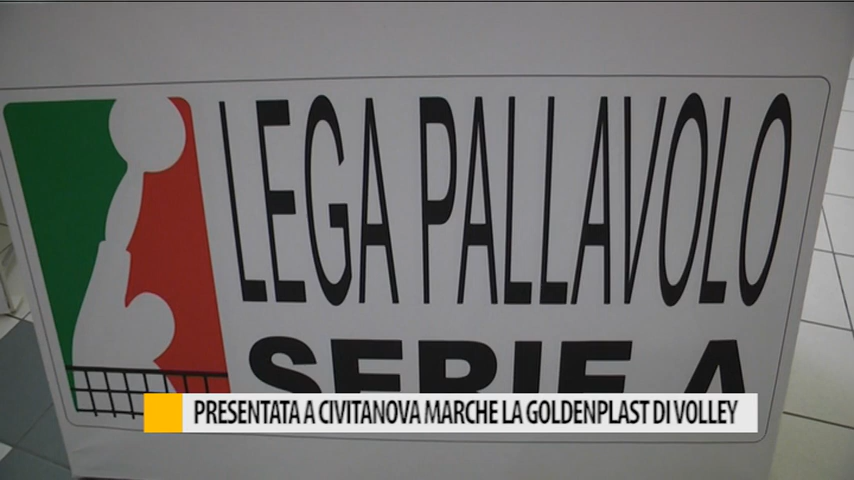 LEGA PALLAVOLO
SERIE A
PRESENTATA A CIVITANOVA MARCHE LA GOLDENPLAST DI VOLLEY